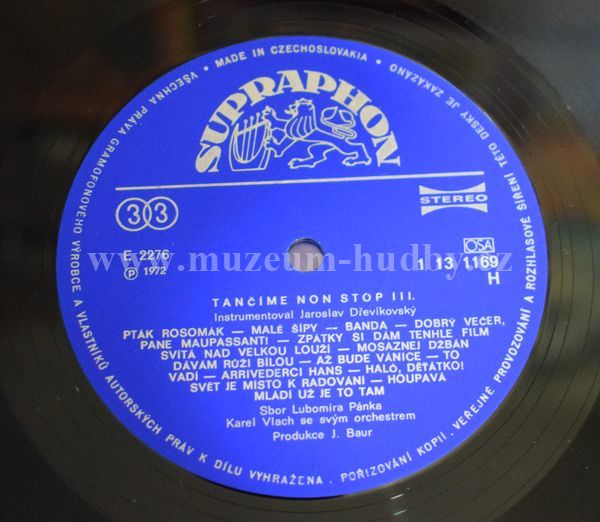 VŠECHNA PRÁVA GRAMOFONOVÉHO VÝROBCE A VLASTNÍKŮ AUTORSKÝCH PRÁV K DÍLU VYHRAŽENA. POŘIZOVÁNÍ KOPIÍ. VEŘEJNÉ PROVOZOVÁNÍ A ROZHLASOVÉ ŠÍŘENÍ TÉTO DESKY JE ZAKÁZÁNO
• MADE IN CZECHOSLOVAKIA •
SUPRAPHON
33
STEREO
E 2276
℗ 1972
OSA
13 1169
H
www.muzeum-hudby.cz
TANČÍME NON STOP III.
Instrumentoval Jaroslav Dřevikovský
PTÁK ROSOMÁK — MALÉ ŠÍPY — BANDA — DOBRÝ VEČER,
PANE MAUPASSANTI — ZPÁTKY SI DÁM TENHLE FILM
SVÍTÁ NAD VELKOU LOUŽÍ — MOSAZNEJ DŽBÁN
DÁVÁM RŮŽI BÍLOU — AŽ BUDE VÁNICE — TO
VADÍ — ARRIVEDERCI HANS — HALÓ, DĚŤÁTKO!
SVĚT JE MÍSTO K RADOVÁNÍ — HOUPAVÁ
MLÁDÍ UŽ JE TO TAM
Sbor Lubomíra Pánka
Karel Vlach se svým orchestrem
Produkce J. Baur